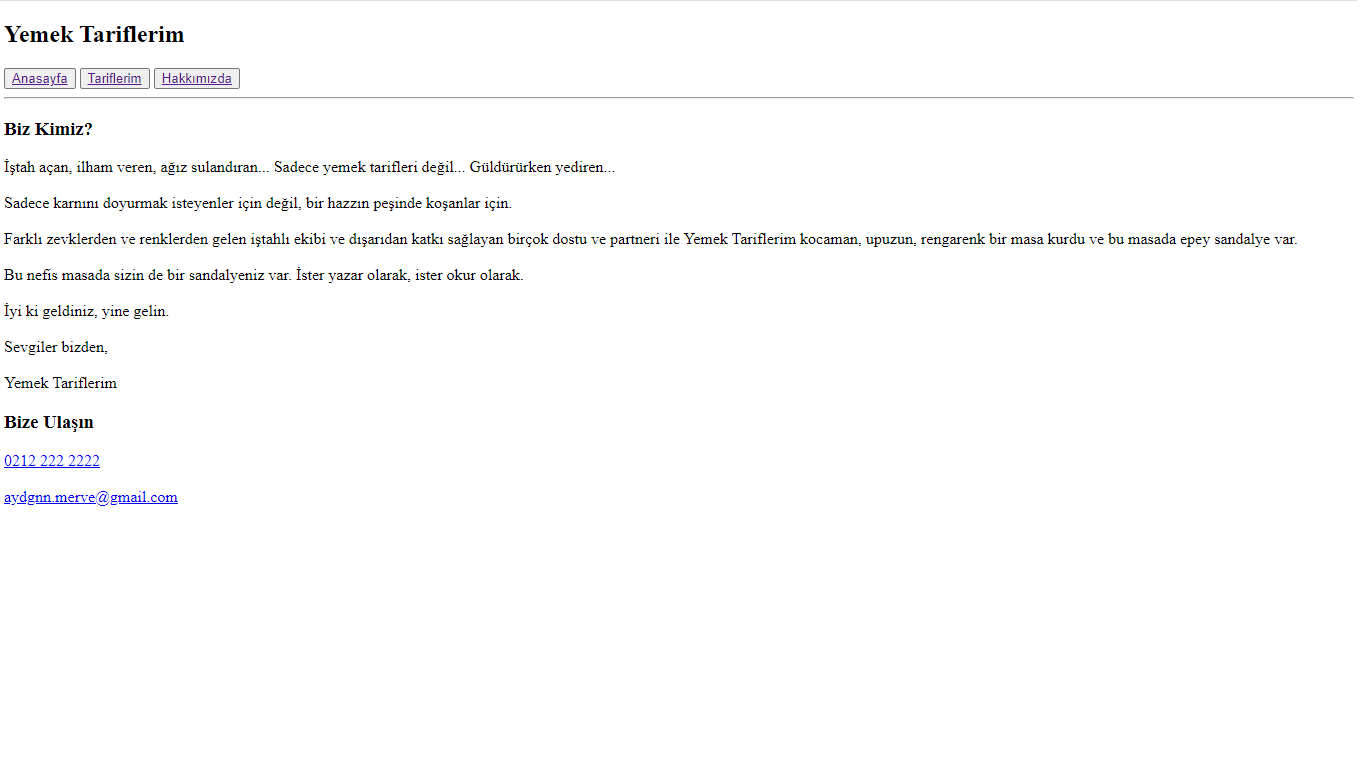 Yemek Tariflerim
Anasayfa Tariflerim Hakkımızda
Biz Kimiz?
İştah açan, ilham veren, ağız sulandıran... Sadece yemek tarifleri değil... Güldürürken yediren...
Sadece karnını doyurmak isteyenler için değil, bir hazzın peşinde koşanlar için.
Farklı zevklerden ve renklerden gelen iştahlı ekibi ve dışarıdan katkı sağlayan birçok dostu ve partneri ile Yemek Tariflerim kocaman, upuzun, rengarenk bir masa kurdu ve bu masada epey sandalye var.
Bu nefis masada sizin de bir sandalyeniz var. İster yazar olarak, ister okur olarak.
İyi ki geldiniz, yine gelin.
Sevgiler bizden,
Yemek Tariflerim
Bize Ulaşın
0212 222 2222
aydgnn.merve@gmail.com